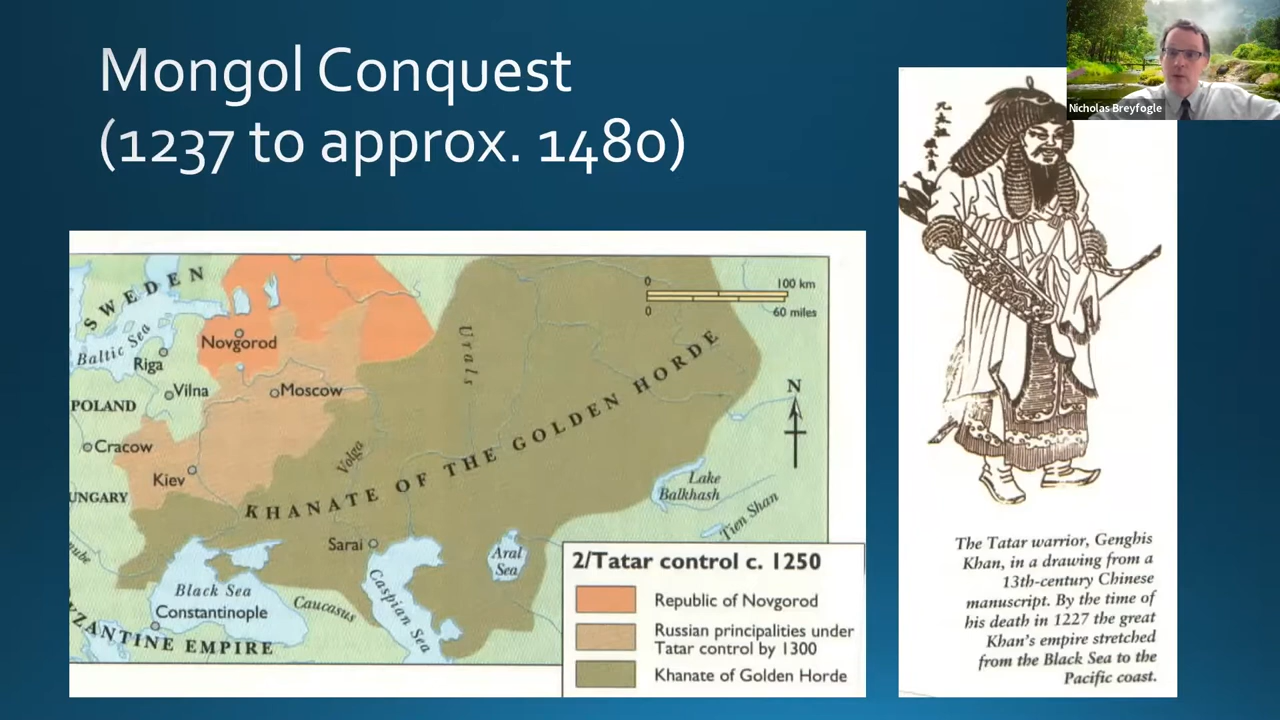 Mongol Conquest
(1237 to approx. 1480)
Nicholas Breyfogle
SWEDEN
Baltic Sea
Riga
Novgorod
Vilna
Moscow
POLAND
Cracow
Kiev
UNGARY
nube
Urals
Volga
KHANATE OF THE GOLDEN HORDE
0
100 km
0
60 miles
N
Lake
Balkhash
Tien Shan
Sarai
Aral
Sea
Caspian Sea
Caucasus
Black Sea
Constantinople
YZANTINE EMPIRE
2/Tatar control c. 1250
Republic of Novgorod
Russian principalities under
Tatar control by 1300
Khanate of Golden Horde
The Tatar warrior, Genghis
Khan, in a drawing from a
13th-century Chinese
manuscript. By the time of
his death in 1227 the great
Khan's empire stretched
from the Black Sea to the
Pacific coast.